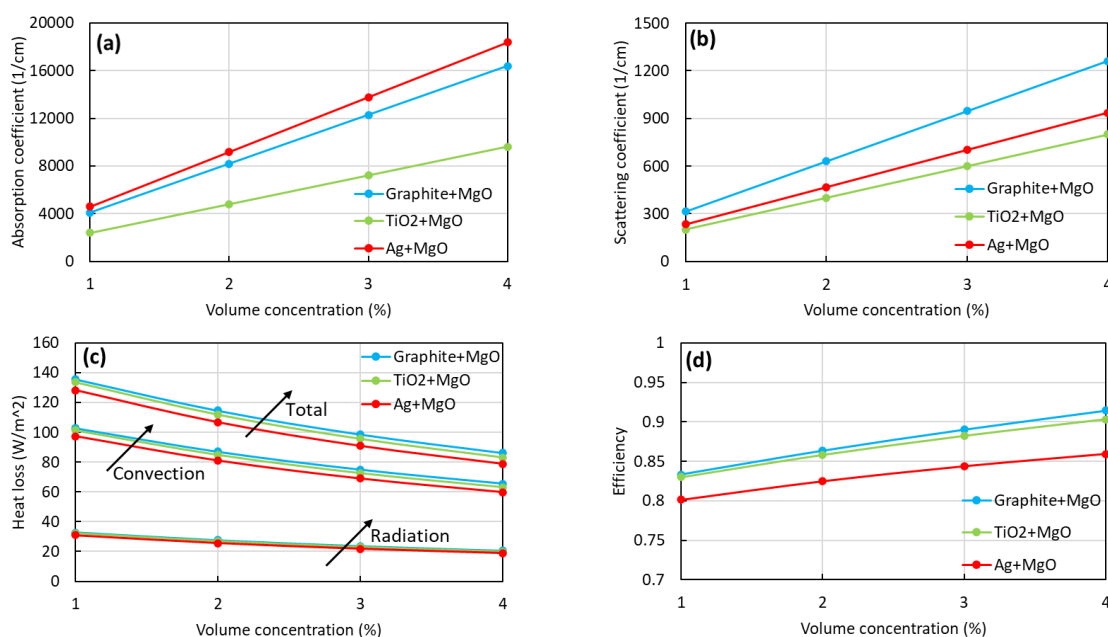 (a)
Absorption coefficient (1/cm)
20000
16000
12000
8000
4000
0
Graphite+MgO
TiO2+MgO
Ag+MgO
1 2 3 4
Volume concentration (%)
(b)
Scattering coefficient (1/cm)
1500
1200
900
600
300
0
Graphite+MgO
TiO2+MgO
Ag+MgO
1 2 3 4
Volume concentration (%)
(c)
Heat loss (W/m^2)
160
140
120
100
80
60
40
20
0
Graphite+MgO
TiO2+MgO
Ag+MgO
Total
Convection
Radiation
1 2 3 4
Volume concentration (%)
(d)
Efficiency
1
0.95
0.9
0.85
0.8
0.75
0.7
Graphite+MgO
TiO2+MgO
Ag+MgO
1 2 3 4
Volume concentration (%)